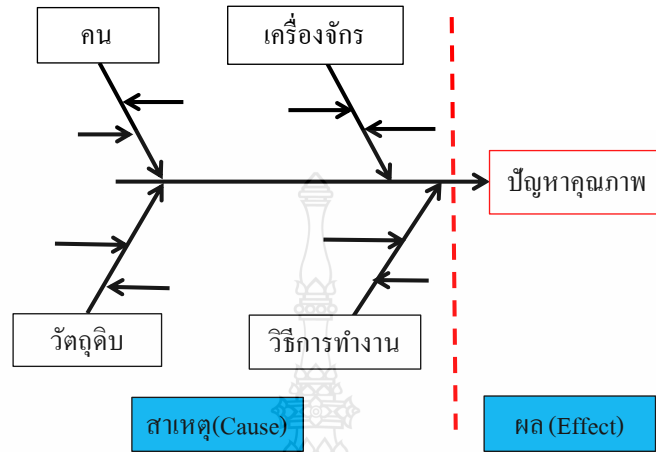 คน
เครื่องจักร
ปัญหาคุณภาพ
วัตถุดิบ
วิธีการทำงาน
สาเหตุ(Cause)
ผล (Effect)